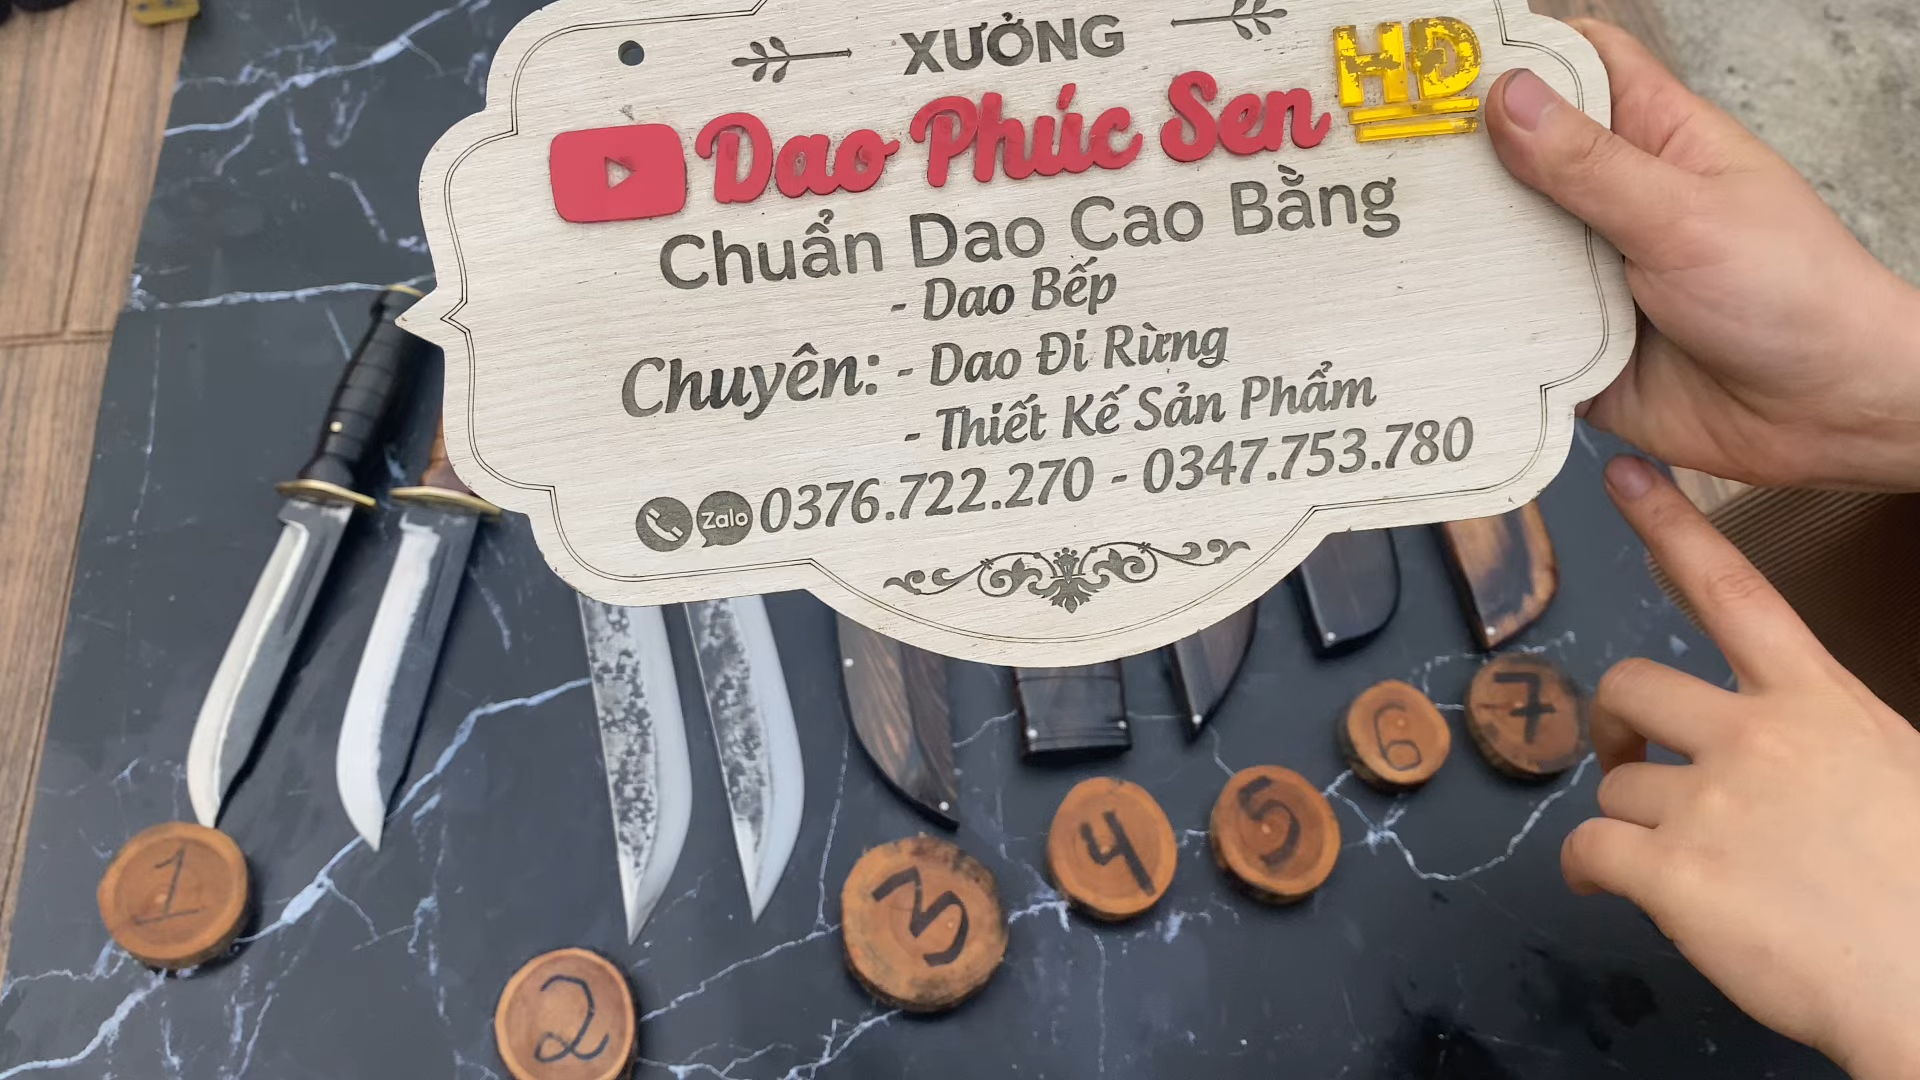 XƯỞNG
Dao Phúc Sen HD
Chuẩn Dao Cao Bằng
- Dao Bếp
Chuyên: - Dao Đi Rừng
- Thiết Kế Sản Phẩm
Zalo 0376.722.270 - 0347.753.780
1
2
3
4
5
6
7